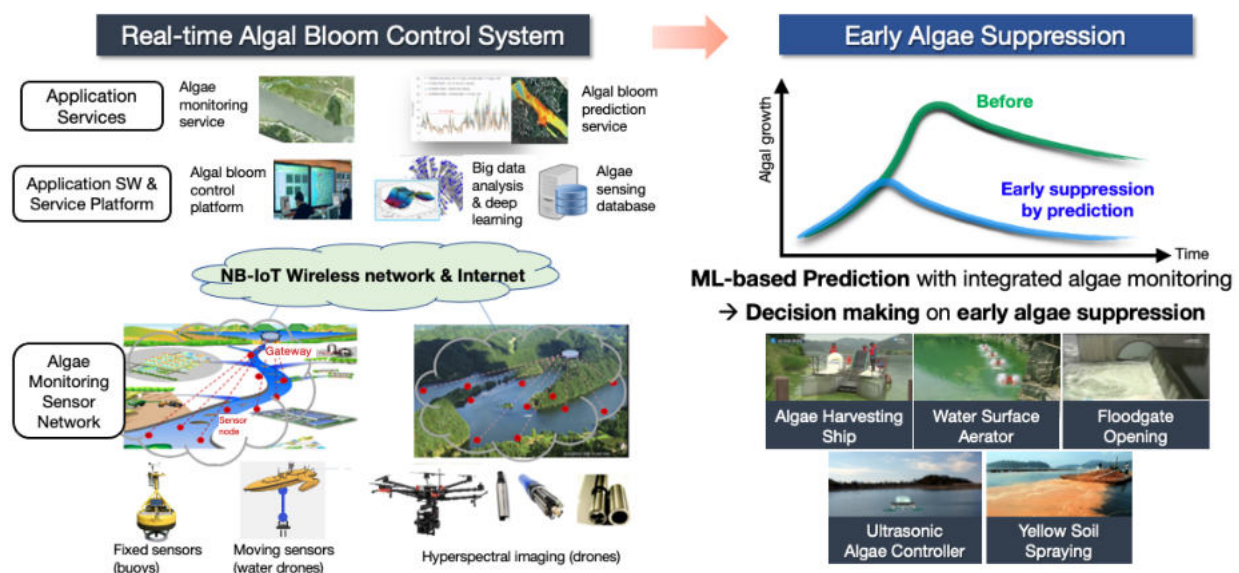 Real-time Algal Bloom Control System
Early Algae Suppression
Application
Services
Algae
monitoring
service
Algal bloom
prediction
service
Application SW &
Service Platform
Algal bloom
control
platform
Big data
analysis
& deep
learning
Algae
sensing
database
NB-IoT Wireless network & Internet
Algae
Monitoring
Sensor
Network
Gateway
Sensor
node
Fixed sensors
(buoys)
Moving sensors
(water drones)
Hyperspectral imaging (drones)
Algal growth
Before
Early suppression
by prediction
Time
ML-based Prediction with integrated algae monitoring
→ Decision making on early algae suppression
Algae Harvesting
Ship
Water Surface
Aerator
Floodgate
Opening
Ultrasonic
Algae Controller
Yellow Soil
Spraying